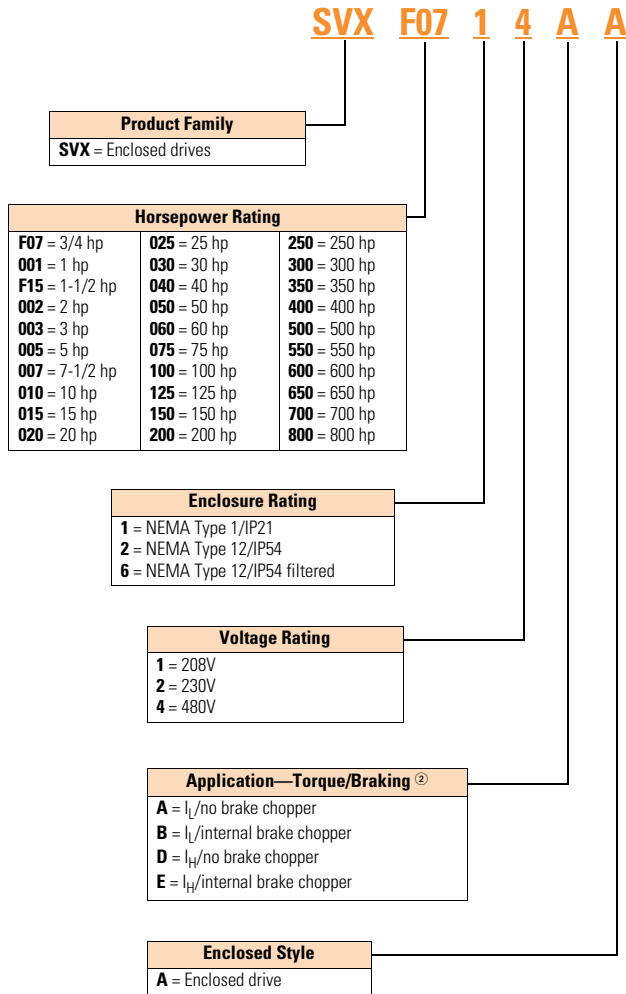 SVX F07 1 4 A A
Product Family
SVX = Enclosed drives
Horsepower Rating
F07 = 3/4 hp
001 = 1 hp
F15 = 1-1/2 hp
002 = 2 hp
003 = 3 hp
005 = 5 hp
007 = 7-1/2 hp
010 = 10 hp
015 = 15 hp
020 = 20 hp
025 = 25 hp
030 = 30 hp
040 = 40 hp
050 = 50 hp
060 = 60 hp
075 = 75 hp
100 = 100 hp
125 = 125 hp
150 = 150 hp
200 = 200 hp
250 = 250 hp
300 = 300 hp
350 = 350 hp
400 = 400 hp
500 = 500 hp
550 = 550 hp
600 = 600 hp
650 = 650 hp
700 = 700 hp
800 = 800 hp
Enclosure Rating
1 = NEMA Type 1/IP21
2 = NEMA Type 12/IP54
6 = NEMA Type 12/IP54 filtered
Voltage Rating
1 = 208V
2 = 230V
4 = 480V
Application—Torque/Braking ②
A = IL/no brake chopper
B = IL/internal brake chopper
D = IH/no brake chopper
E = IH/internal brake chopper
Enclosed Style
A = Enclosed drive